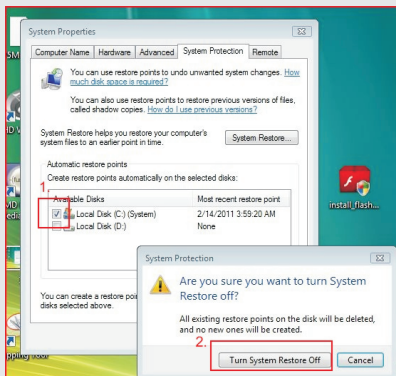 System Properties
Computer Name Hardware Advanced System Protection Remote
You can use restore points to undo unwanted system changes. How
much disk space is required?
You can also use restore points to restore previous versions of files,
called shadow copies. How do I use previous versions?
System Restore helps you restore your computer's
system files to an earlier point in time.
System Restore...
Automatic restore points
Create restore points automatically on the selected disks:
1.
Available Disks Most recent restore point
Local Disk (C:) (System) 2/14/2011 3:59:20 AM
Local Disk (D:) None
install_flash...
System Protection
Are you sure you want to turn System
Restore off?
All existing restore points on the disk will be deleted,
and no new ones will be created.
You can create a restore poi
disks selected above.
2.
Turn System Restore Off Cancel